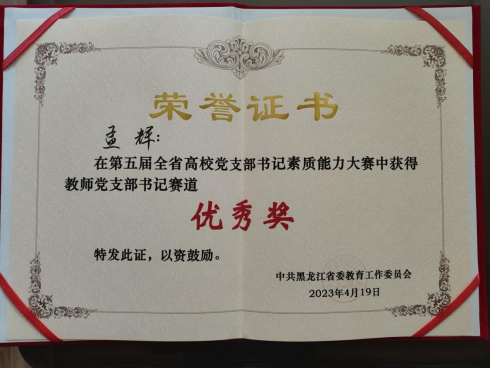 荣誉证书
孟辉：
在第五届全省高校党支部书记素质能力大赛中获得
教师党支部书记赛道
优秀奖
特发此证，以资鼓励。
中共黑龙江省委教育工作委员会
2023年4月19日